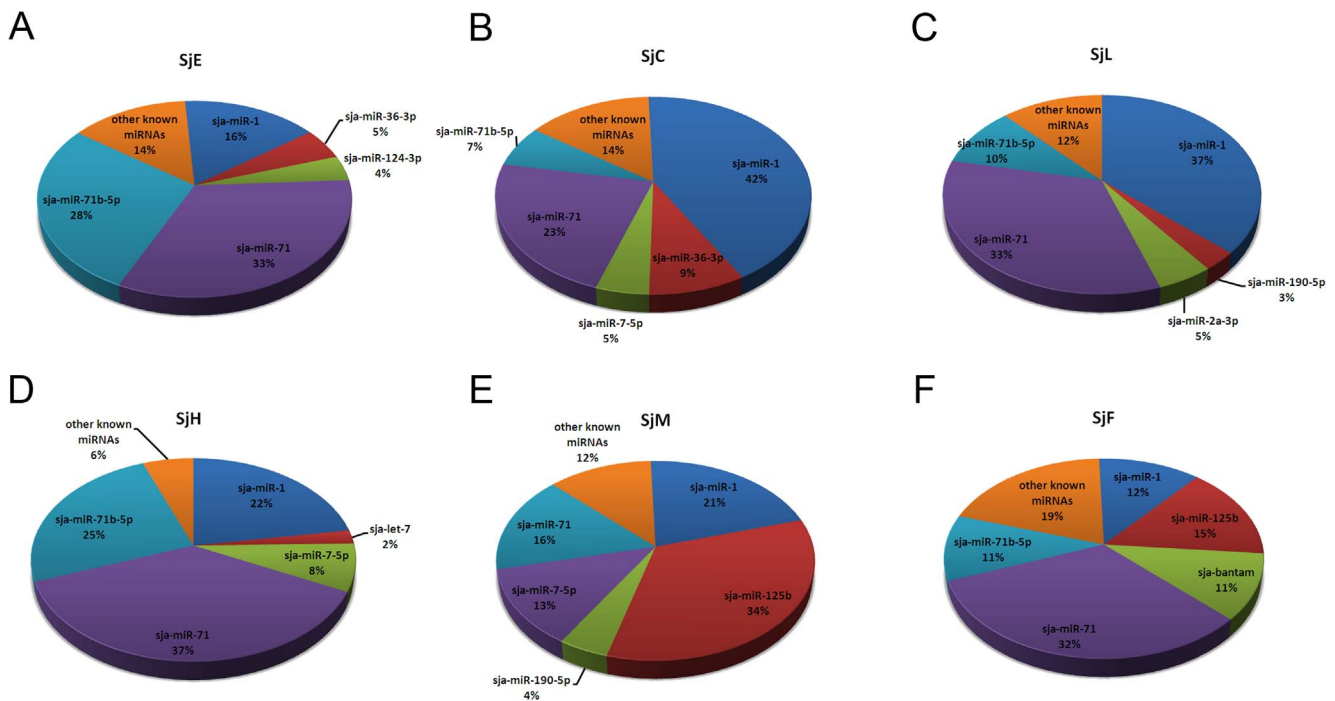 A
SjE
other known
miRNAs
14%
sja-miR-1
16%
sja-miR-36-3p
5%
sja-miR-124-3p
4%
sja-miR-71b-5p
28%
sja-miR-71
33%
B
SjC
sja-miR-71b-5p
7%
other known
miRNAs
14%
sja-miR-1
42%
sja-miR-71
23%
sja-miR-36-3p
9%
sja-miR-7-5p
5%
C
SjL
other known
miRNAs
12%
sja-miR-71b-5p
10%
sja-miR-1
37%
sja-miR-71
33%
sja-miR-190-5p
3%
sja-miR-2a-3p
5%
D
SjH
other known
miRNAs
6%
sja-miR-1
22%
sja-miR-71b-5p
25%
sja-let-7
2%
sja-miR-7-5p
8%
sja-miR-71
37%
E
SjM
other known
miRNAs
12%
sja-miR-1
21%
sja-miR-71
16%
sja-miR-7-5p
13%
sja-miR-125b
34%
sja-miR-190-5p
4%
F
SjF
other known
miRNAs
19%
sja-miR-1
12%
sja-miR-125b
15%
sja-miR-71b-5p
11%
sja-bantam
11%
sja-miR-71
32%